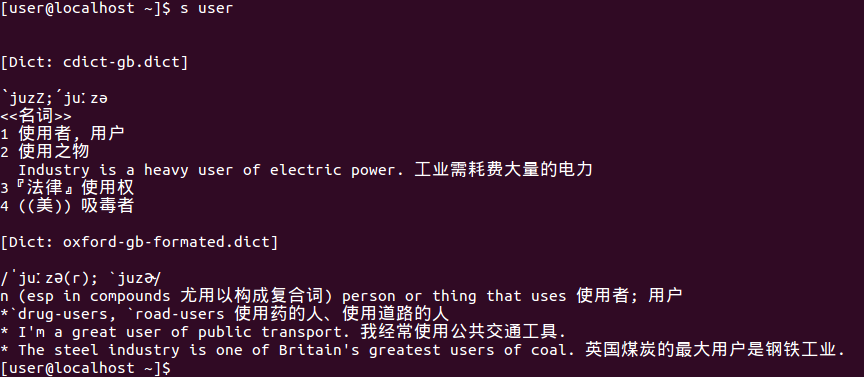 [user@localhost ~]$ s user
[Dict: cdict-gb.dict]
`juzZ;ˊju:zə
<<名词>>
1 使用者, 用户
2 使用之物
Industry is a heavy user of electric power. 工业需耗费大量的电力
3『法律』使用权
4 ((美)) 吸毒者
[Dict: oxford-gb-formated.dict]
/ˈjuːzə(r); `juzɚ/
n (esp in compounds 尤用以构成复合词) person or thing that uses 使用者; 用户
*`drug-users, `road-users 使用药的人、使用道路的人
* I'm a great user of public transport. 我经常使用公共交通工具.
* The steel industry is one of Britain's greatest users of coal. 英国煤炭的最大用户是钢铁工业.
[user@localhost ~]$